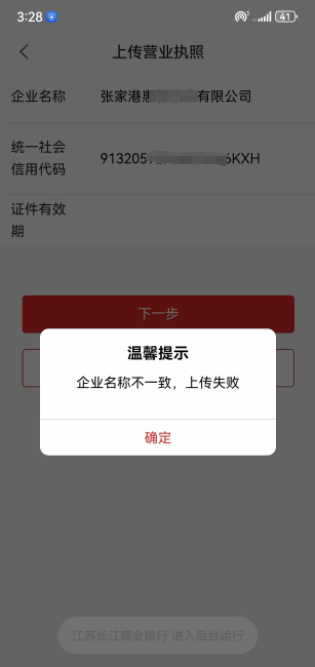 3:28
41
上传营业执照
企业名称
张家港惠 有限公司
统一社会
信用代码
913205 6KXH
证件有效
期
下一步
温馨提示
企业名称不一致，上传失败
确定
江苏长江商业银行 进入后台运行